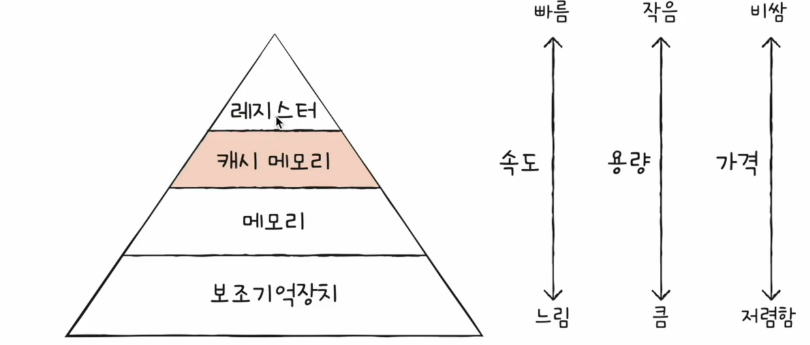 빠름 작음 비쌈
레지스터
캐시 메모리
속도 용량 가격
메모리
보조기억장치
느림 큼 저렴함